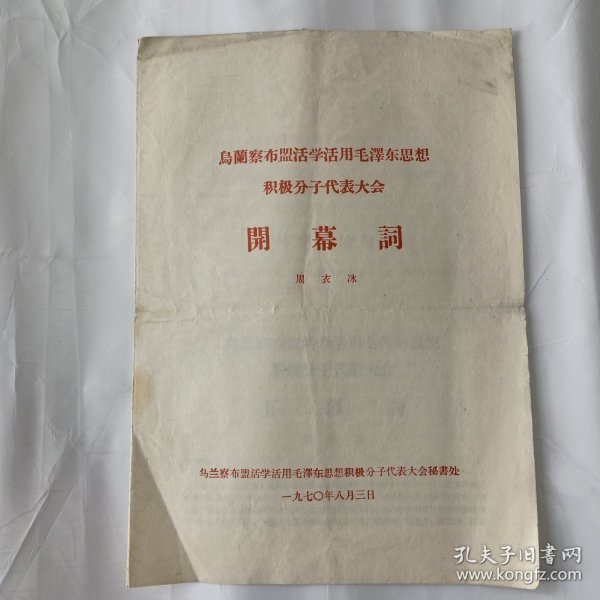 烏蘭察布盟活学活用毛澤东思想
积极分子代表大会
開幕詞
周衣冰
乌兰察布盟活学活用毛澤东思想积极分子代表大会秘書处
一九七〇年八月三日
孔夫子旧書网
www.kongfz.com